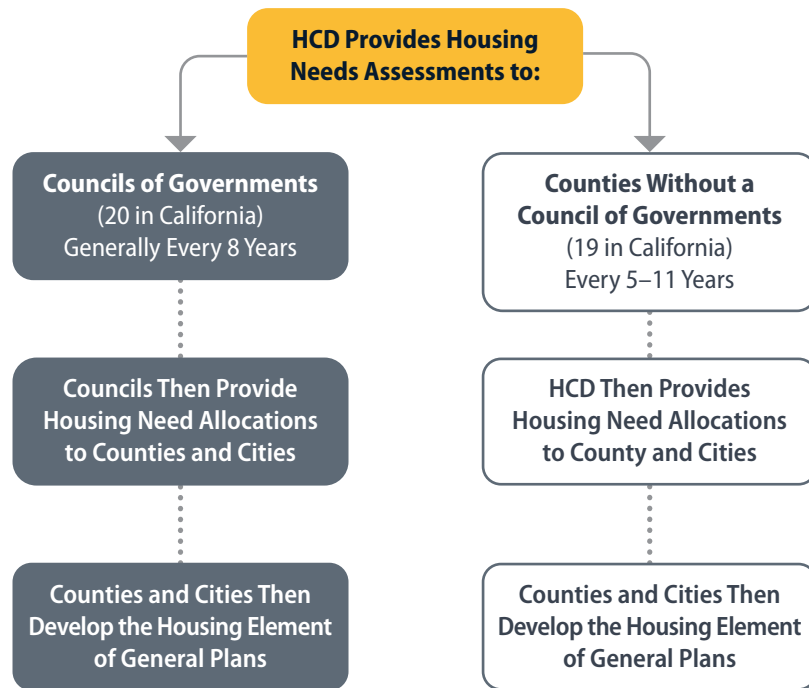 HCD Provides Housing
Needs Assessments to:
Councils of Governments
(20 in California)
Generally Every 8 Years
Counties Without a
Council of Governments
(19 in California)
Every 5–11 Years
Councils Then Provide
Housing Need Allocations
to Counties and Cities
HCD Then Provides
Housing Need Allocations
to County and Cities
Counties and Cities Then
Develop the Housing Element
of General Plans
Counties and Cities Then
Develop the Housing Element
of General Plans